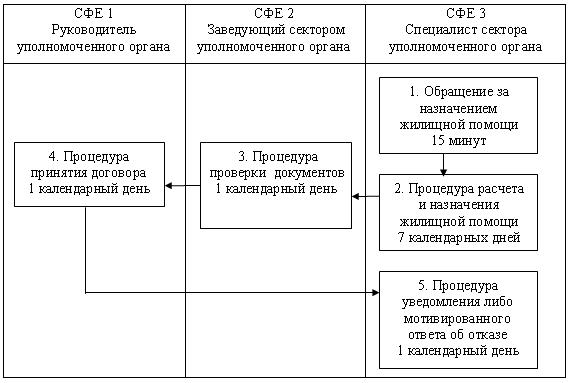 СФЕ 1
Руководитель
уполномоченного органа
СФЕ 2
Заведующий сектором
уполномоченного органа
СФЕ 3
Специалист сектора
уполномоченного органа
1. Обращение за
назначением
жилищной помощи
15 минут
2. Процедура расчета
и назначения
жилищной помощи
7 календарных дней
3. Процедура
проверки документов
1 календарный день
4. Процедура
принятия договора
1 календарный день
5. Процедура
уведомления либо
мотивированного
ответа об отказе
1 календарный день